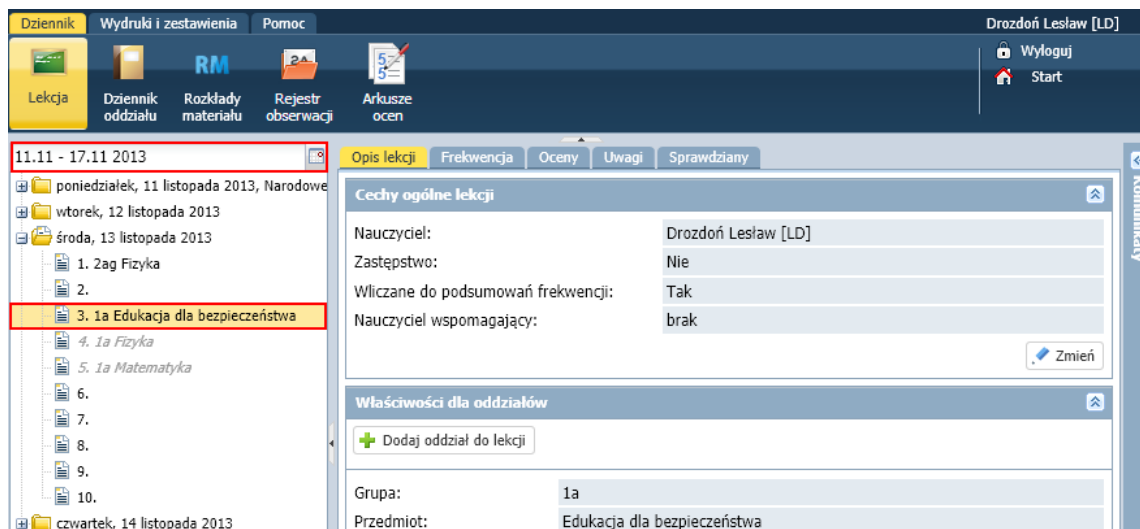 Dziennik Wydruki i zestawienia Pomoc Drozdoń Lesław [LD]
Lekcja
Dziennik oddziału
RM Rozkłady materiału
Rejestr obserwacji
Arkusze ocen
Wyloguj
Start
11.11 - 17.11 2013
poniedziałek, 11 listopada 2013, Narodowe
wtorek, 12 listopada 2013
środa, 13 listopada 2013
1. 2ag Fizyka
2.
3. 1a Edukacja dla bezpieczeństwa
4. 1a Fizyka
5. 1a Matematyka
6.
7.
8.
9.
10.
czwartek, 14 listopada 2013
Opis lekcji Frekwencja Oceny Uwagi Sprawdziany
Cechy ogólne lekcji
Nauczyciel: Drozdoń Lesław [LD]
Zastępstwo: Nie
Wliczane do podsumowań frekwencji: Tak
Nauczyciel wspomagający: brak
Zmień
Właściwości dla oddziałów
Dodaj oddział do lekcji
Grupa: 1a
Przedmiot: Edukacja dla bezpieczeństwa
Komunikaty